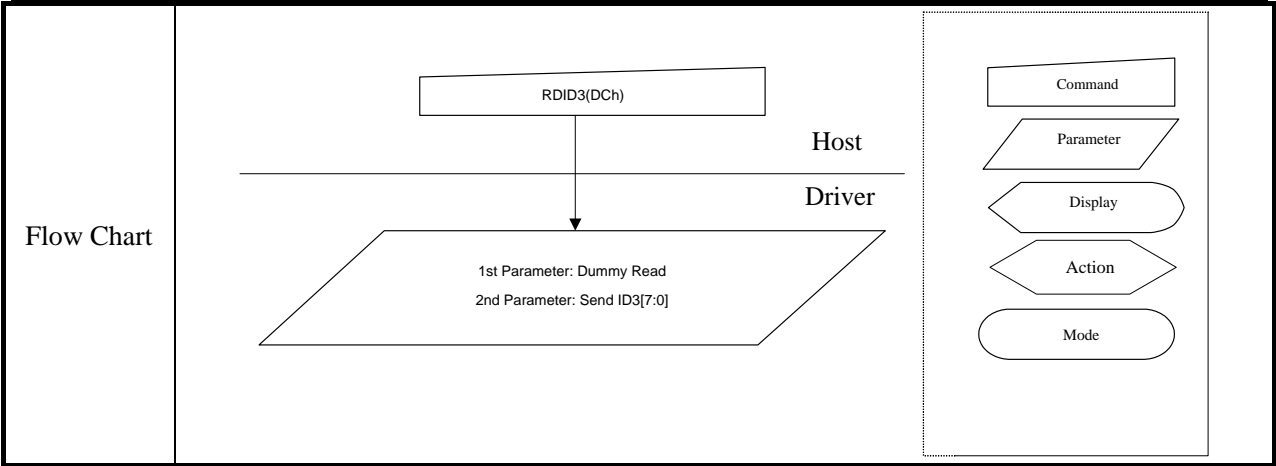 Flow Chart
RDID3(DCh)
Host
Driver
1st Parameter: Dummy Read
2nd Parameter: Send ID3[7:0]
Command
Parameter
Display
Action
Mode